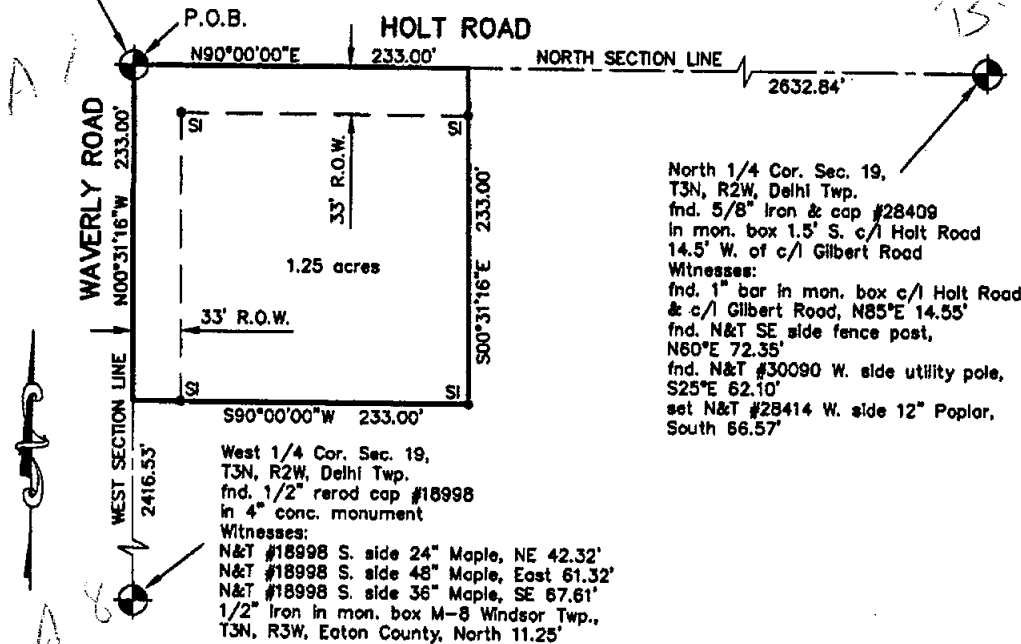 P.O.B.
HOLT ROAD
N90°00'00"E 233.00'
NORTH SECTION LINE
2632.84'
A 1
B
WAVERLY ROAD
N00°31'16"W 233.00'
SI
SI
33' R.O.W.
S00°31'16"E 233.00'
1.25 acres
33' R.O.W.
SI
SI
S90°00'00"W 233.00'
WEST SECTION LINE
2416.53'
North 1/4 Cor. Sec. 19,
T3N, R2W, Delhi Twp.
fnd. 5/8" iron & cap #28409
in mon. box 1.5' S. c/l Holt Road
14.5' W. of c/l Gilbert Road
Witnesses:
fnd. 1" bar in mon. box c/l Holt Road
& c/l Gilbert Road, N85°E 14.55'
fnd. N&T SE side fence post,
N60°E 72.35'
fnd. N&T #30090 W. side utility pole,
S25°E 62.10'
set N&T #28414 W. side 12" Poplar,
South 66.57'
West 1/4 Cor. Sec. 19,
T3N, R2W, Delhi Twp.
fnd. 1/2" rerod cap #18998
in 4" conc. monument
Witnesses:
N&T #18998 S. side 24" Maple, NE 42.32'
N&T #18998 S. side 48" Maple, East 61.32'
N&T #18998 S. side 36" Maple, SE 67.61'
1/2" iron in mon. box M-8 Windsor Twp.,
T3N, R3W, Eaton County, North 11.25'
A 8